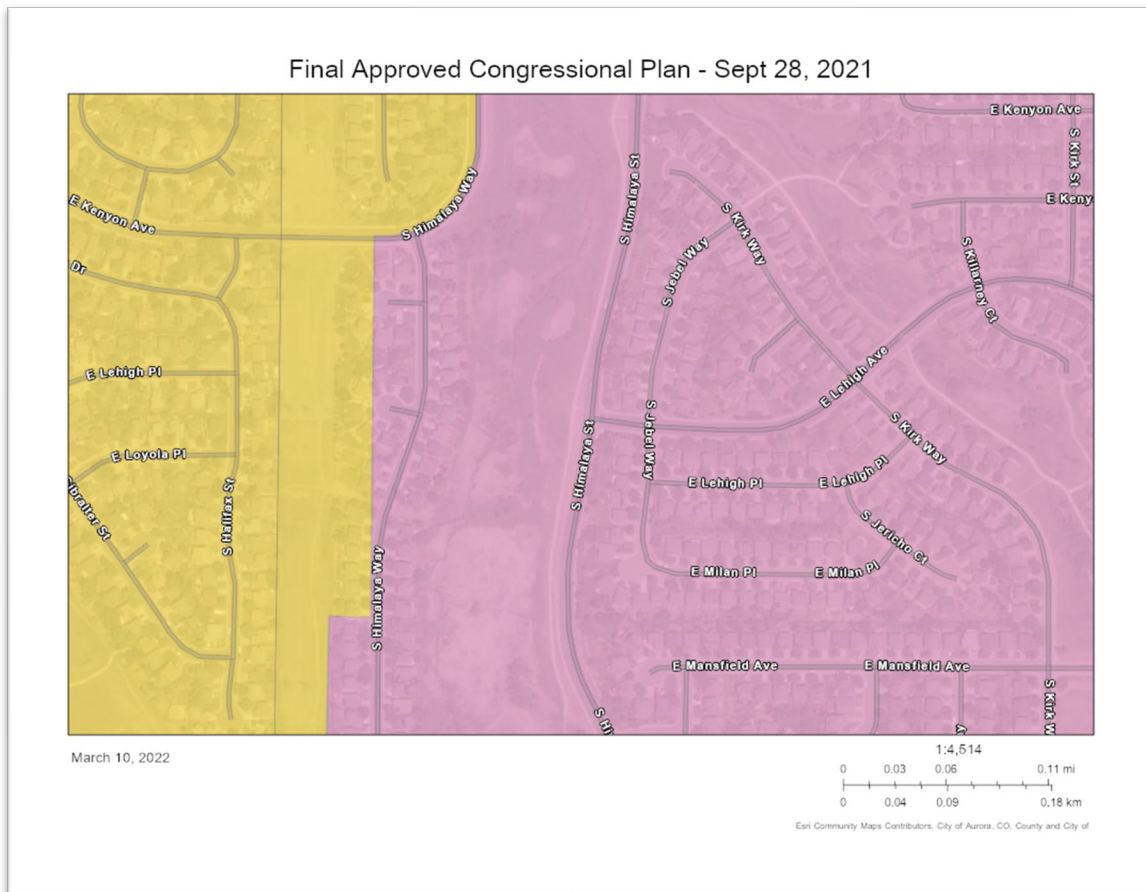 Final Approved Congressional Plan - Sept 28, 2021
E Kenyon Ave
S Kirk St
S Himalaya Way
S Himalaya St
E Kenyon Ave
E Keny
S Kirk Way
S Jebel Way
S Killarney Ct
Dr
E Lehigh Pl
E Lehigh Ave
S Jebel Way
S Kirk Way
S Himalaya St
E Loyola Pl
E Lehigh Pl
E Lehigh Pl
Gibralter St
S Halifax St
S Jericho Ct
S Himalaya Way
E Milan Pl
E Milan Pl
E Mansfield Ave
E Mansfield Ave
S Hi
S Kirk W
y
March 10, 2022
1:4,514
0 0.03 0.06 0.11 mi
0 0.04 0.09 0.18 km
Esri Community Maps Contributors, City of Aurora, CO, County and City of